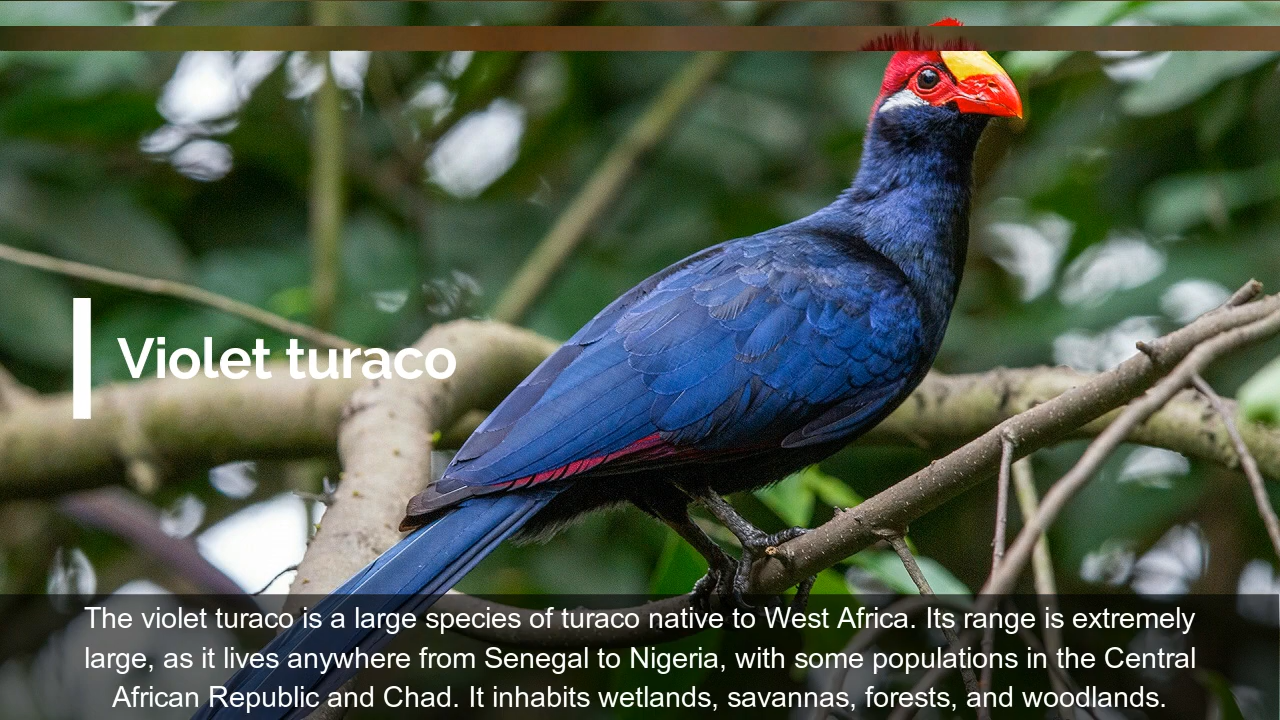 Violet turaco
The violet turaco is a large species of turaco native to West Africa. Its range is extremely
large, as it lives anywhere from Senegal to Nigeria, with some populations in the Central
African Republic and Chad. It inhabits wetlands, savannas, forests, and woodlands.